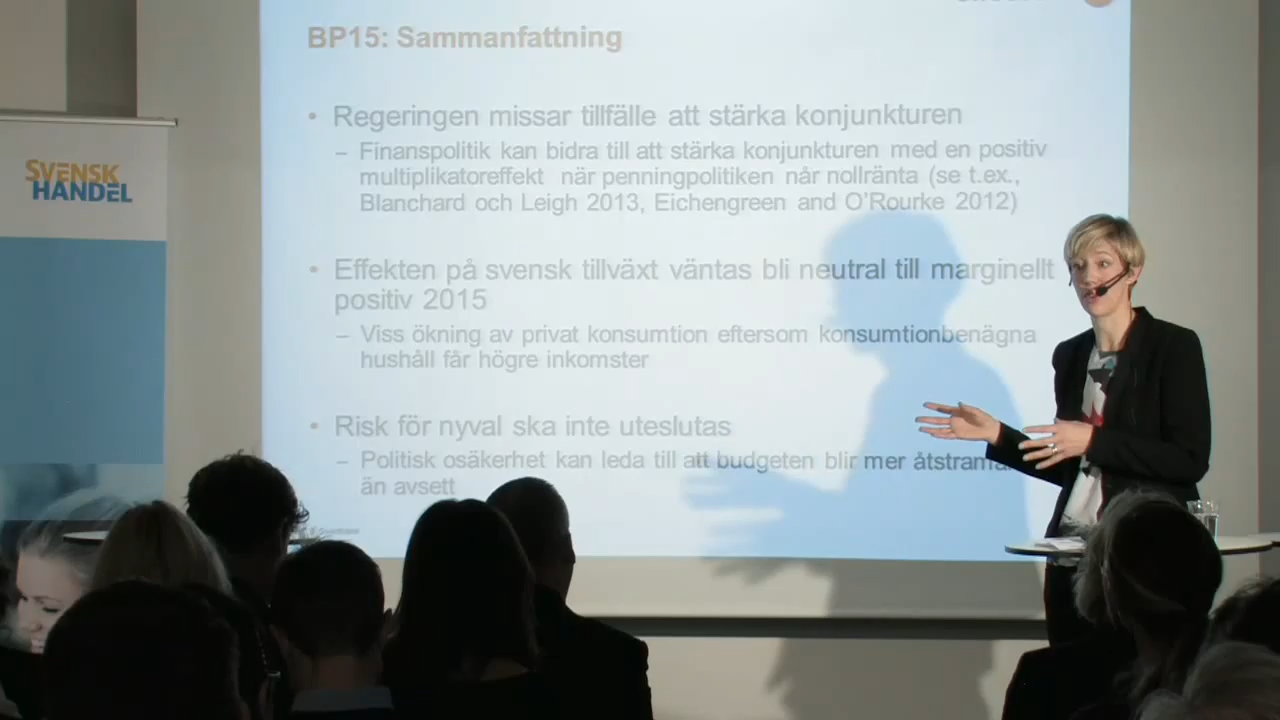 BP15: Sammanfattning
SVENSK
HANDEL
• Regeringen missar tillfälle att stärka konjunkturen
– Finanspolitik kan bidra till att stärka konjunkturen med en positiv
multiplikatoreffekt när penningpolitiken når nollränta (se t.ex.,
Blanchard och Leigh 2013, Eichengreen and O'Rourke 2012)
• Effekten på svensk tillväxt väntas bli neutral till marginellt
positiv 2015
– Viss ökning av privat konsumtion eftersom konsumtionbenägna
hushåll får högre inkomster
• Risk för nyval ska inte uteslutas
– Politisk osäkerhet kan leda till att budgeten blir mer
än avsett